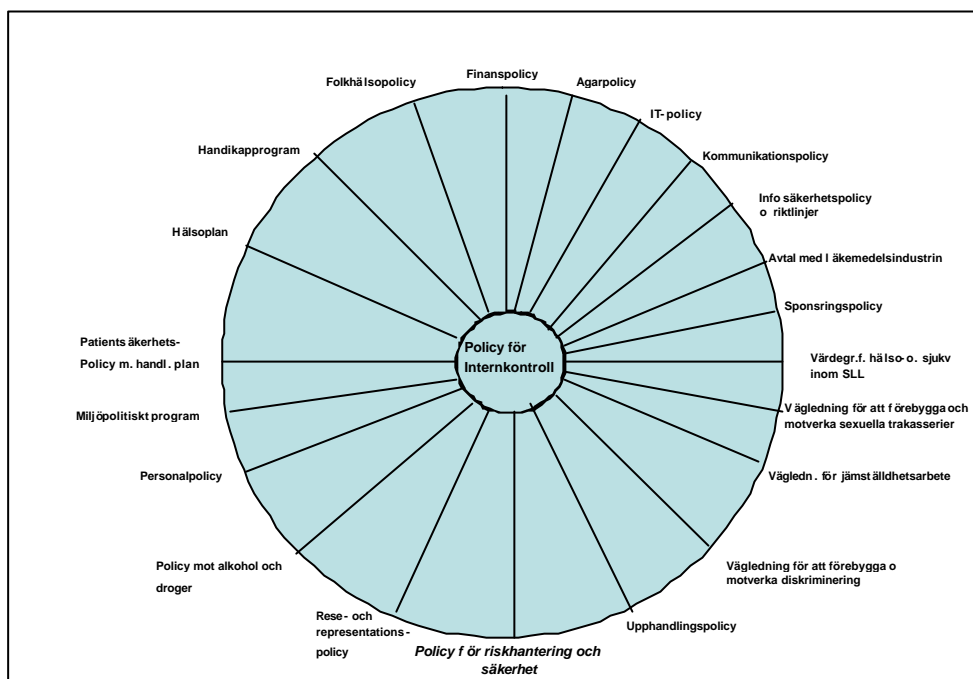 Finanspolicy
Agarpolicy
IT-policy
Kommunikationspolicy
Info säkerhetspolicy
o riktlinjer
Avtal med läkemedelsindustrin
Sponsringspolicy
Värdegr.f. hälso-o. sjukv
inom SLL
Vägledning för att förebygga och
motverka sexuella trakasserier
Vägledn. för jämställdhetsarbete
Vägledning för att förebygga o
motverka diskriminering
Upphandlingspolicy
Policy för riskhantering och
säkerhet
Rese- och
representations-
policy
Policy mot alkohol och
droger
Personalpolicy
Miljöpolitiskt program
Patientsäkerhets-
Policy m. handl. plan
Hälsoplan
Handikapprogram
Folkhälsopolicy
Policy för
Internkontroll